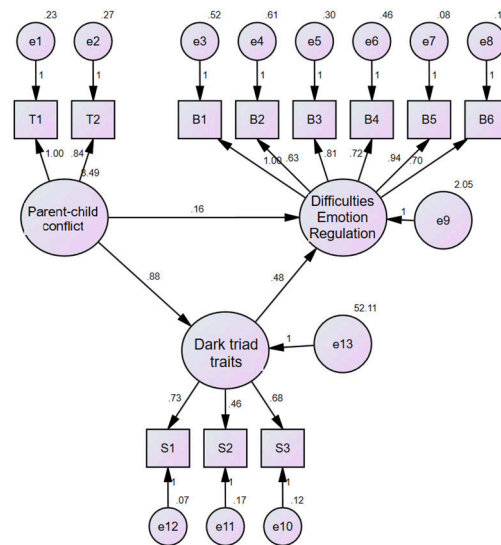 .23 .27 .52 .61 .30 .46 .08 .1
e1 e2 e3 e4 e5 e6 e7 e8
1 1 1 1 1 1 1 1
T1 T2 B1 B2 B3 B4 B5 B6
1.00 .84 1.00 .63 .81 .72 .94 .70
3.49
Parent-child
conflict
.16
Difficulties
Emotion
Regulation
2.05
1
e9
.88
.48
52.11
Dark triad
traits
1
e13
.73 .46 .68
S1 S2 S3
1 1 1
.07 .17 .12
e12 e11 e10